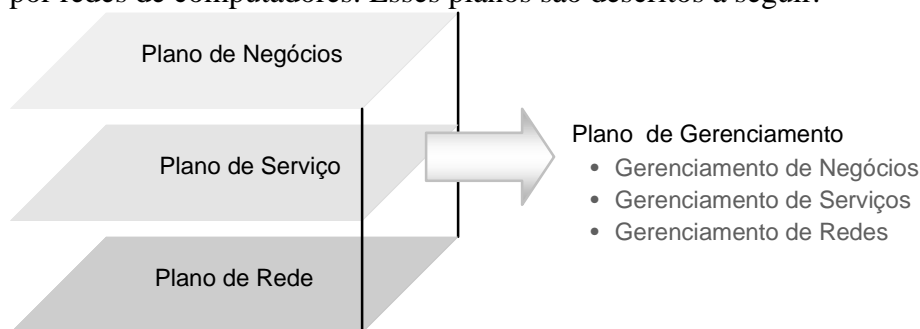 por redes de computadores. Esses planos são descritos a seguir.
Plano de Negócios
Plano de Serviço
Plano de Rede
Plano de Gerenciamento
• Gerenciamento de Negócios
• Gerenciamento de Serviços
• Gerenciamento de Redes